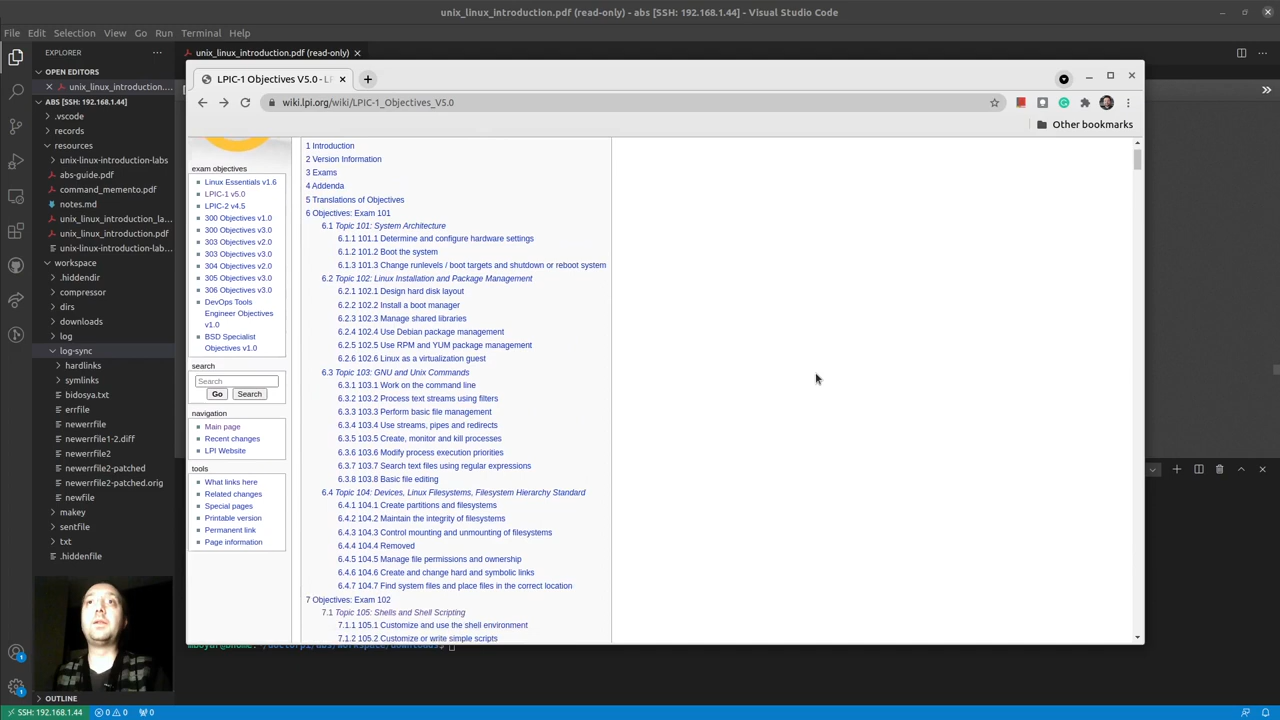 unix_linux_introduction.pdf (read-only) - abs [SSH: 192.168.1.44] - Visual Studio Code
File Edit Selection View Go Run Terminal Help
EXPLORER
unix_linux_introduction.pdf (read-only)
OPEN EDITORS
unix_linux_introduction....
ABS [SSH: 192.168.1.44]
.vscode
records
resources
unix-linux-introduction-labs
abs-guide.pdf
command_memento.pdf
notes.md
unix_linux_introduction_la...
unix-linux-introduction-lab...
workspace
.hiddendir
compressor
dirs
downloads
log
log-sync
hardlinks
symlinks
bidosya.txt
errfile
newerrfile
newerrfile1-2.diff
newerrfile2
newerrfile2-patched
newerrfile2-patched.orig
newfile
makey
sentfile
txt
.hiddenfile
OUTLINE
SSH: 192.168.1.44 0 0 0
LPIC-1 Objectives V5.0 - LF
wiki.lpi.org/wiki/LPIC-1_Objectives_V5.0
Other bookmarks
exam objectives
Linux Essentials v1.6
LPIC-1 v5.0
LPIC-2 v4.5
300 Objectives v1.0
300 Objectives v3.0
303 Objectives v2.0
303 Objectives v3.0
304 Objectives v2.0
305 Objectives v3.0
306 Objectives v3.0
DevOps Tools
Engineer Objectives
v1.0
BSD Specialist
Objectives v1.0
search
Search
Go Search
navigation
Main page
Recent changes
LPI Website
tools
What links here
Related changes
Special pages
Printable version
Permanent link
Page information
1 Introduction
2 Version Information
3 Exams
4 Addenda
5 Translations of Objectives
6 Objectives: Exam 101
6.1 Topic 101: System Architecture
6.1.1 101.1 Determine and configure hardware settings
6.1.2 101.2 Boot the system
6.1.3 101.3 Change runlevels / boot targets and shutdown or reboot system
6.2 Topic 102: Linux Installation and Package Management
6.2.1 102.1 Design hard disk layout
6.2.2 102.2 Install a boot manager
6.2.3 102.3 Manage shared libraries
6.2.4 102.4 Use Debian package management
6.2.5 102.5 Use RPM and YUM package management
6.2.6 102.6 Linux as a virtualization guest
6.3 Topic 103: GNU and Unix Commands
6.3.1 103.1 Work on the command line
6.3.2 103.2 Process text streams using filters
6.3.3 103.3 Perform basic file management
6.3.4 103.4 Use streams, pipes and redirects
6.3.5 103.5 Create, monitor and kill processes
6.3.6 103.6 Modify process execution priorities
6.3.7 103.7 Search text files using regular expressions
6.3.8 103.8 Basic file editing
6.4 Topic 104: Devices, Linux Filesystems, Filesystem Hierarchy Standard
6.4.1 104.1 Create partitions and filesystems
6.4.2 104.2 Maintain the integrity of filesystems
6.4.3 104.3 Control mounting and unmounting of filesystems
6.4.4 104.4 Removed
6.4.5 104.5 Manage file permissions and ownership
6.4.6 104.6 Create and change hard and symbolic links
6.4.7 104.7 Find system files and place files in the correct location
7 Objectives: Exam 102
7.1 Topic 105: Shells and Shell Scripting
7.1.1 105.1 Customize and use the shell environment
7.1.2 105.2 Customize or write simple scripts